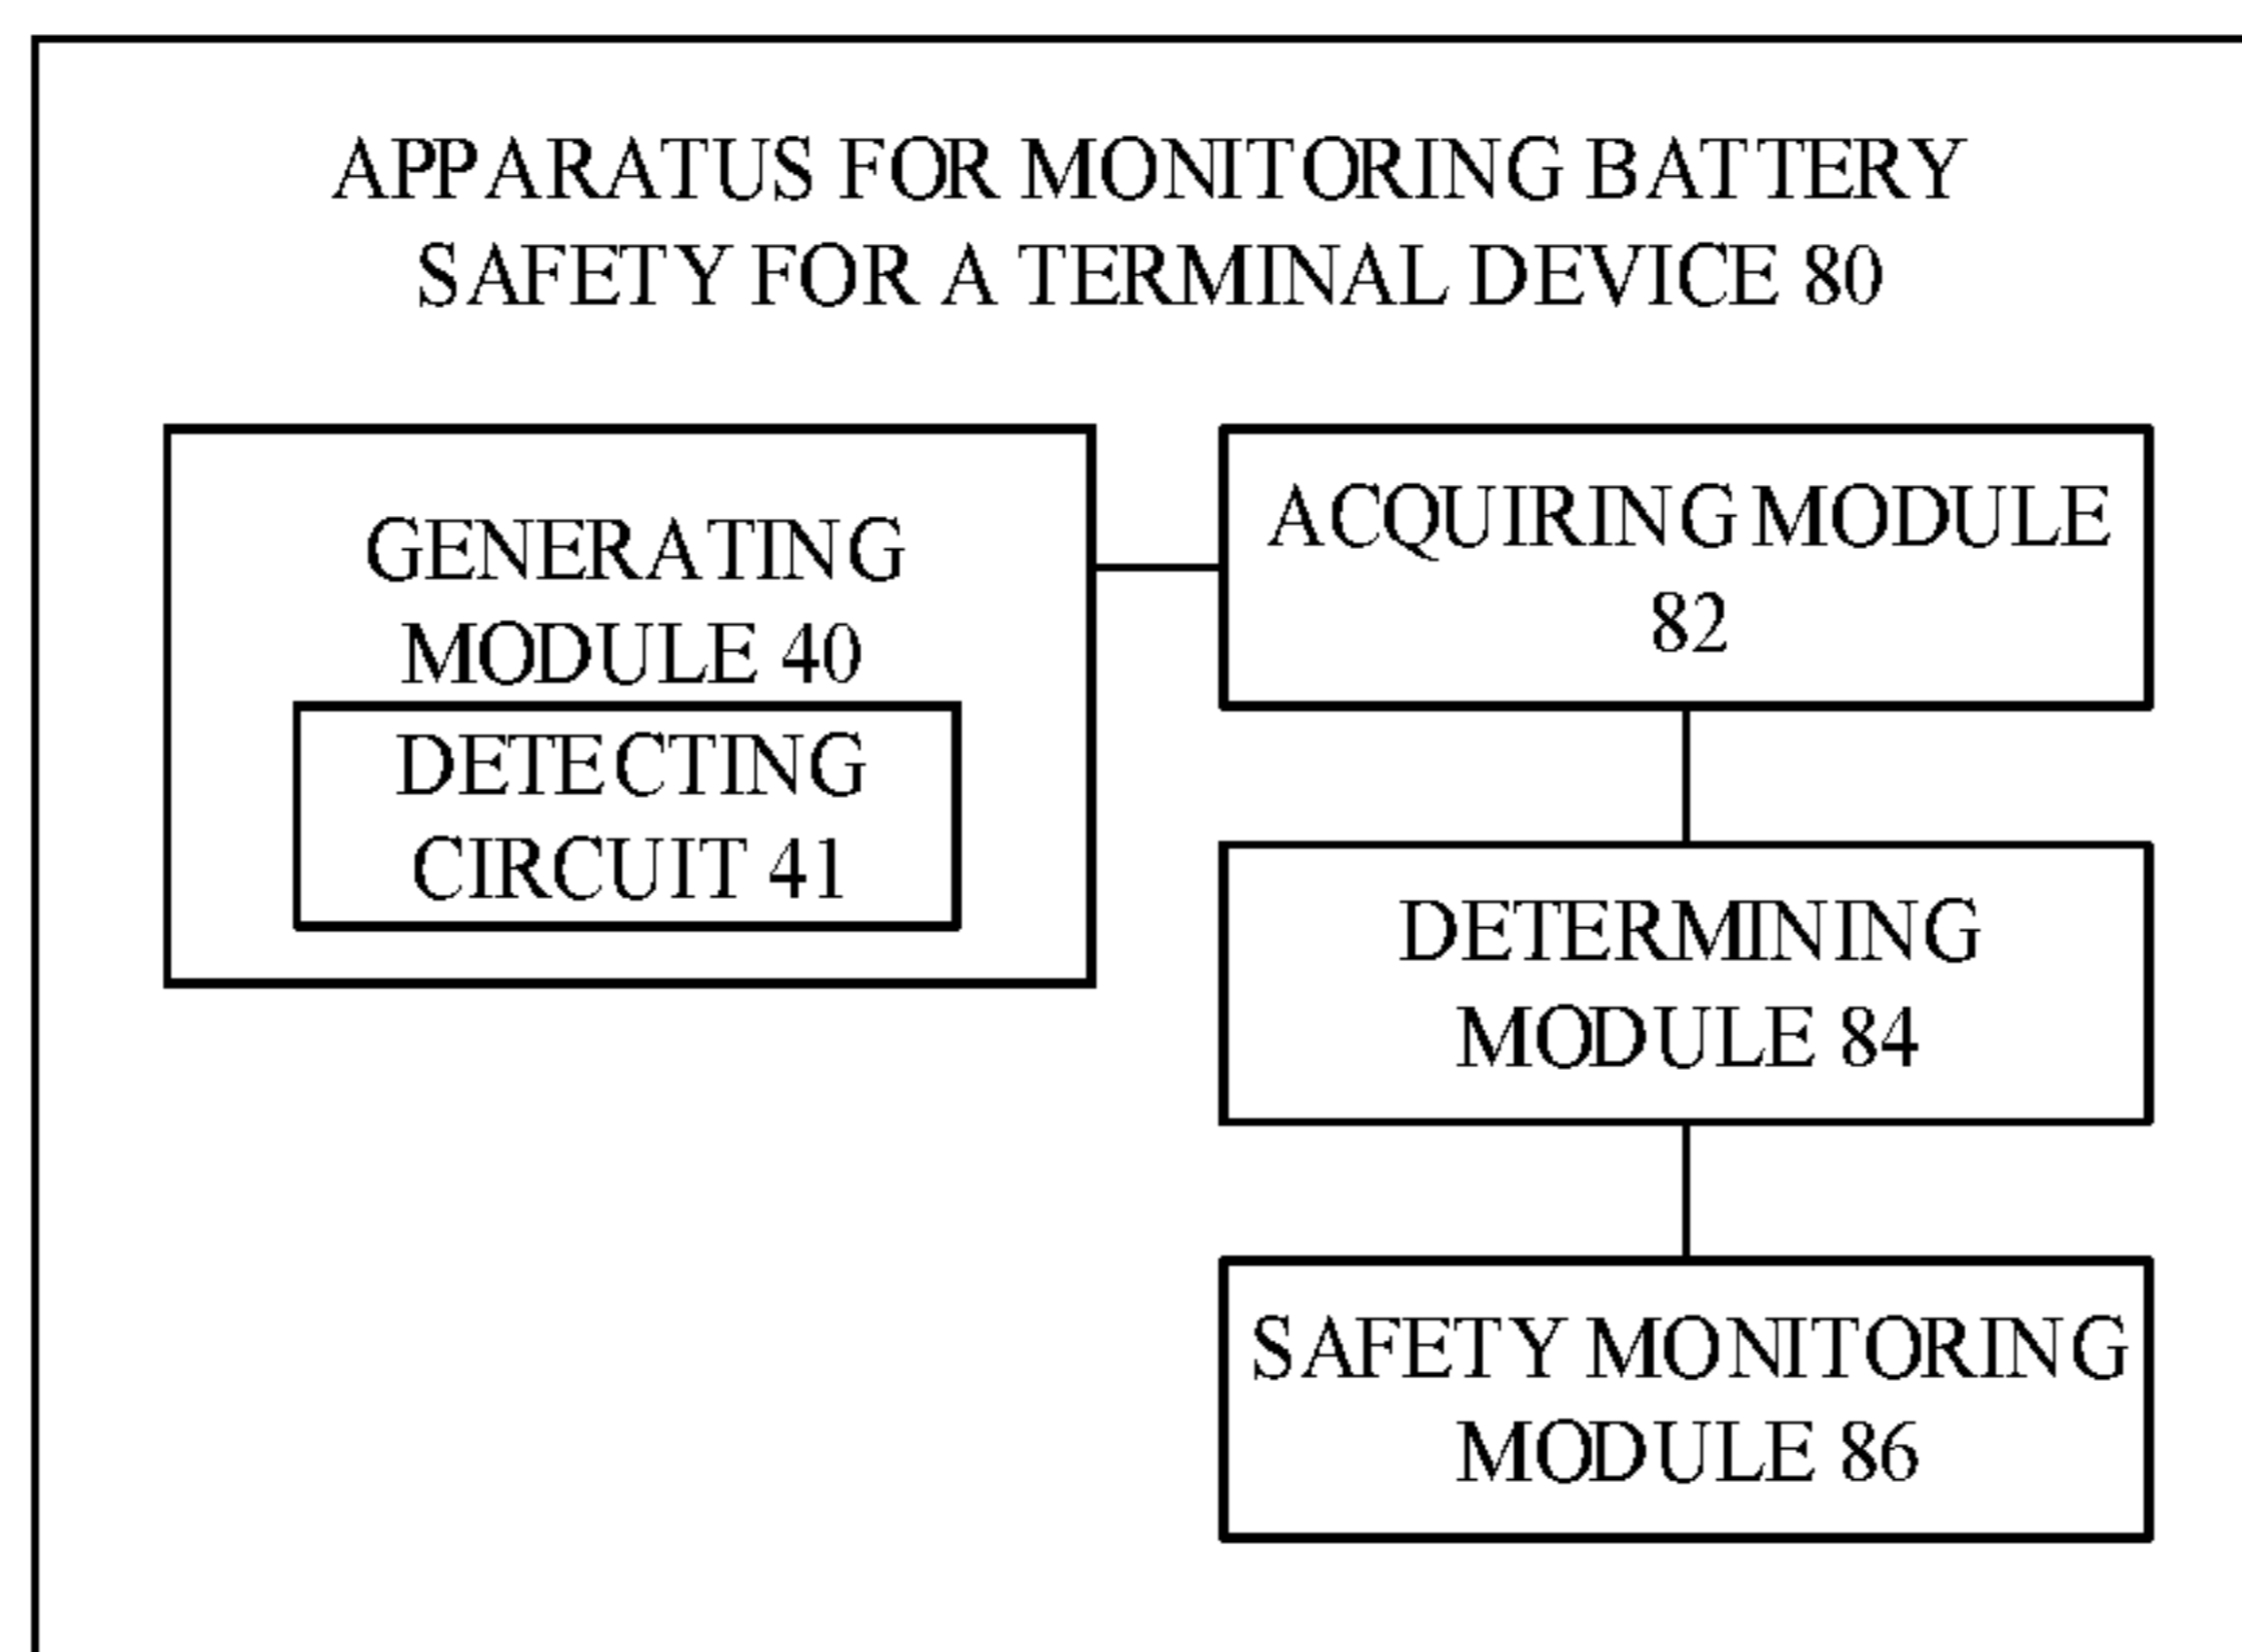 APPARATUS FOR MONITORING BATTERY
SAFETY FOR A TERMINAL DEVICE 80
GENERATING
MODULE 40
DETECTING
CIRCUIT 41
ACQUIRING MODULE
82
DETERMINING
MODULE 84
SAFETY MONITORING
MODULE 86